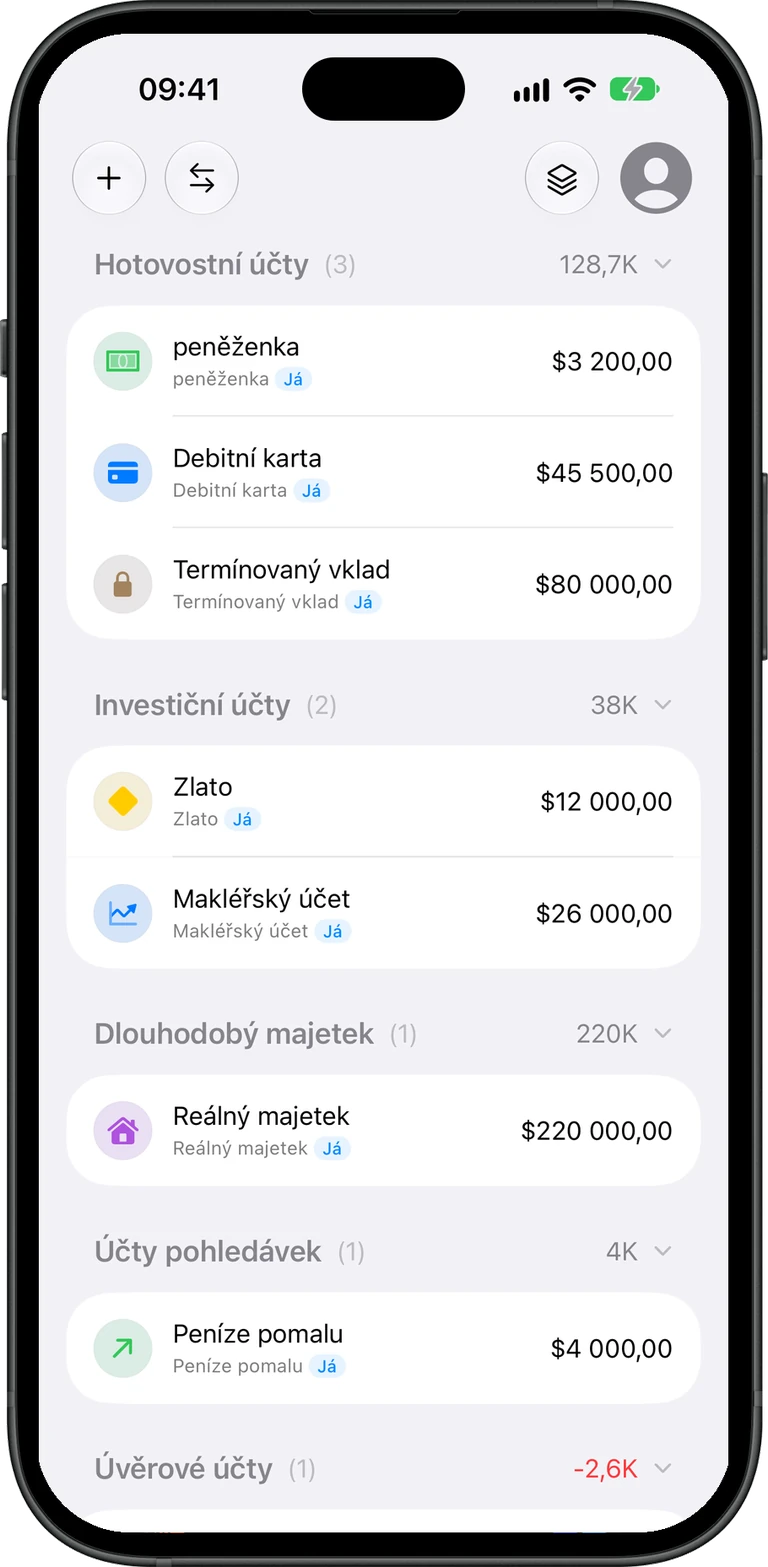 09:41
Hotovostní účty (3) 128,7K
peněženka
$3 200,00
peněženka Já
Debitní karta
$45 500,00
Debitní karta Já
Termínovaný vklad
$80 000,00
Termínovaný vklad Já
Investiční účty (2) 38K
Zlato
$12 000,00
Zlato Já
Makléřský účet
$26 000,00
Makléřský účet Já
Dlouhodobý majetek (1) 220K
Reálný majetek
$220 000,00
Reálný majetek Já
Účty pohledávek (1) 4K
Peníze pomalu
$4 000,00
Peníze pomalu Já
Úvěrové účty (1) -2,6K